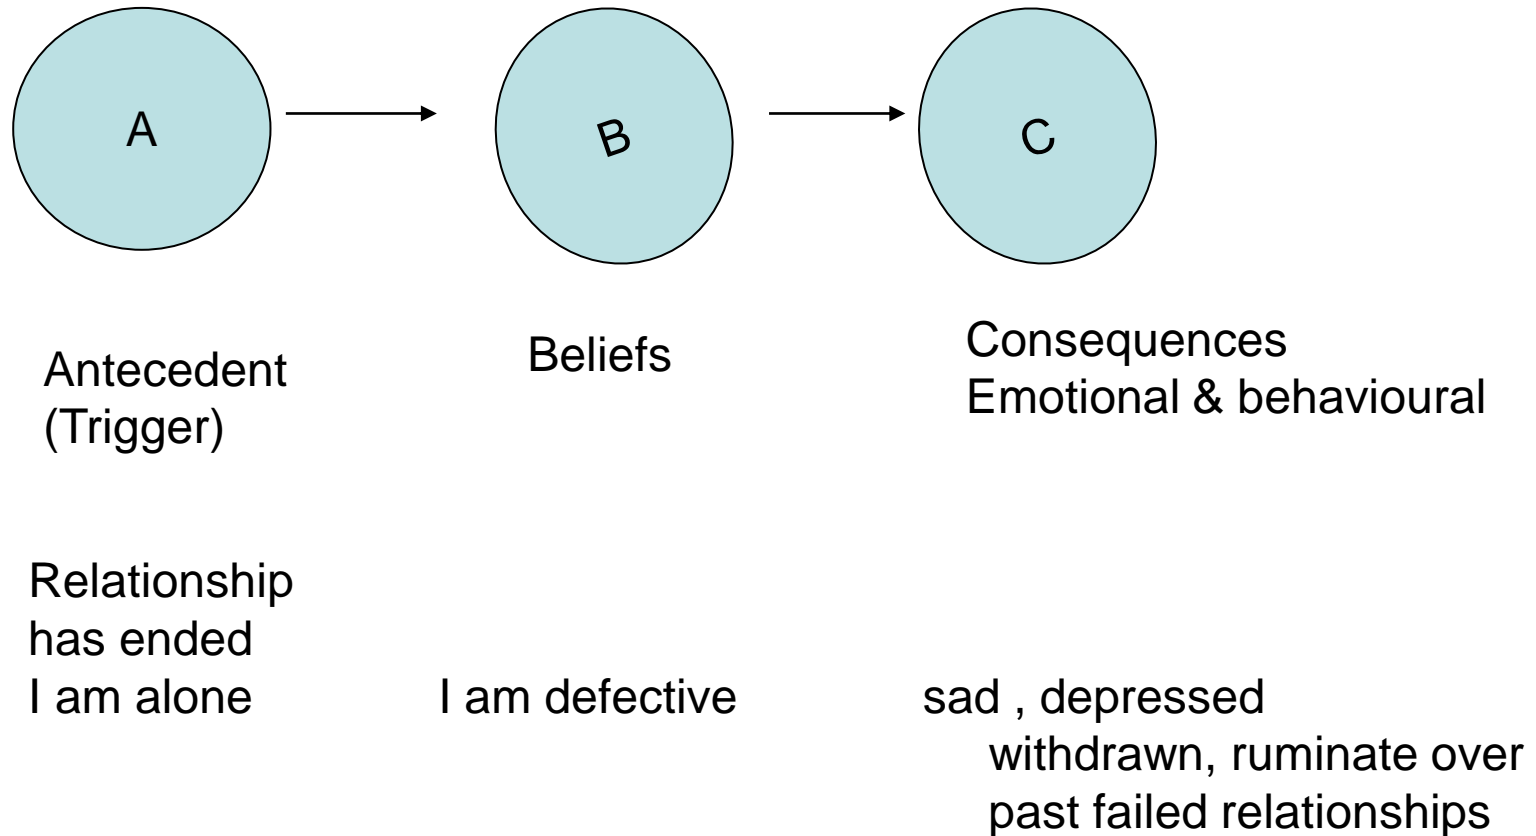 A
B
C
Antecedent
(Trigger)
Beliefs
Consequences
Emotional & behavioural
Relationship
has ended
I am alone
I am defective
sad , depressed
withdrawn, ruminate over
past failed relationships